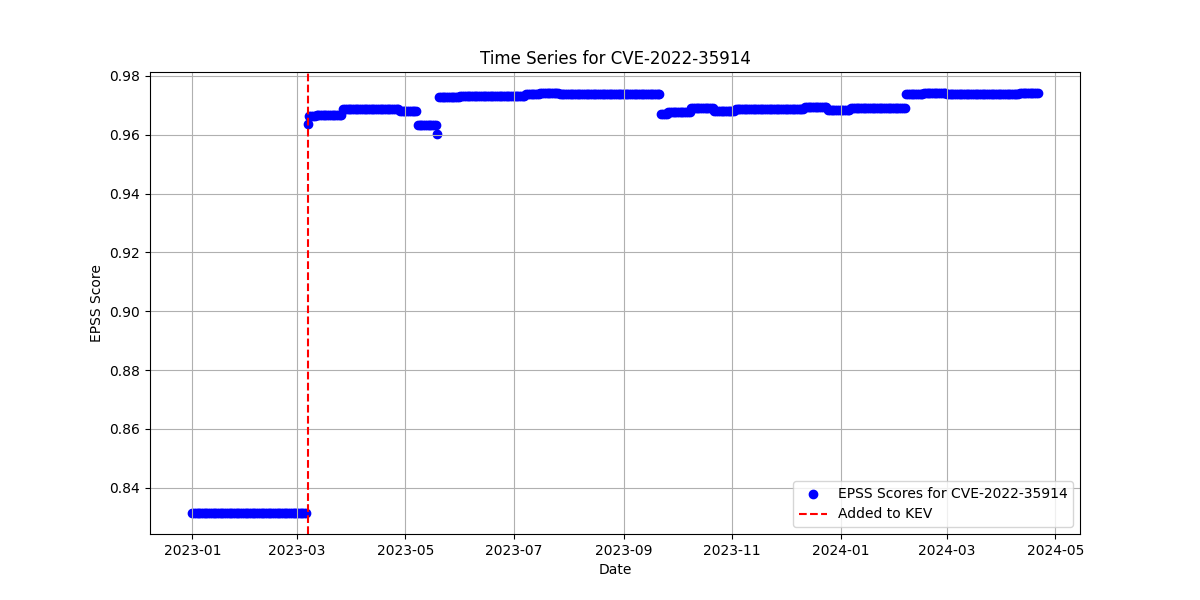 Time Series for CVE-2022-35914
0.98
0.96
0.94
0.92
0.90
0.88
0.86
0.84
EPSS Score
2023-01 2023-03 2023-05 2023-07 2023-09 2023-11 2024-01 2024-03 2024-05
Date
EPSS Scores for CVE-2022-35914
Added to KEV